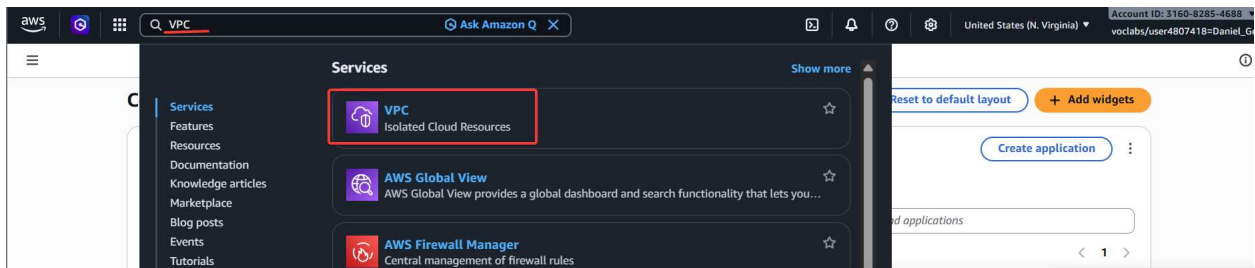 aws
VPC
Ask Amazon Q
United States (N. Virginia)
Account ID: 3160-8285-4688
voclabs/user4807418=Daniel_G
Services
Show more
Services
Features
Resources
Documentation
Knowledge articles
Marketplace
Blog posts
Events
Tutorials
VPC
Isolated Cloud Resources
AWS Global View
AWS Global View provides a global dashboard and search functionality that lets you...
AWS Firewall Manager
Central management of firewall rules
C
Reset to default layout
+ Add widgets
Create application
applications
1